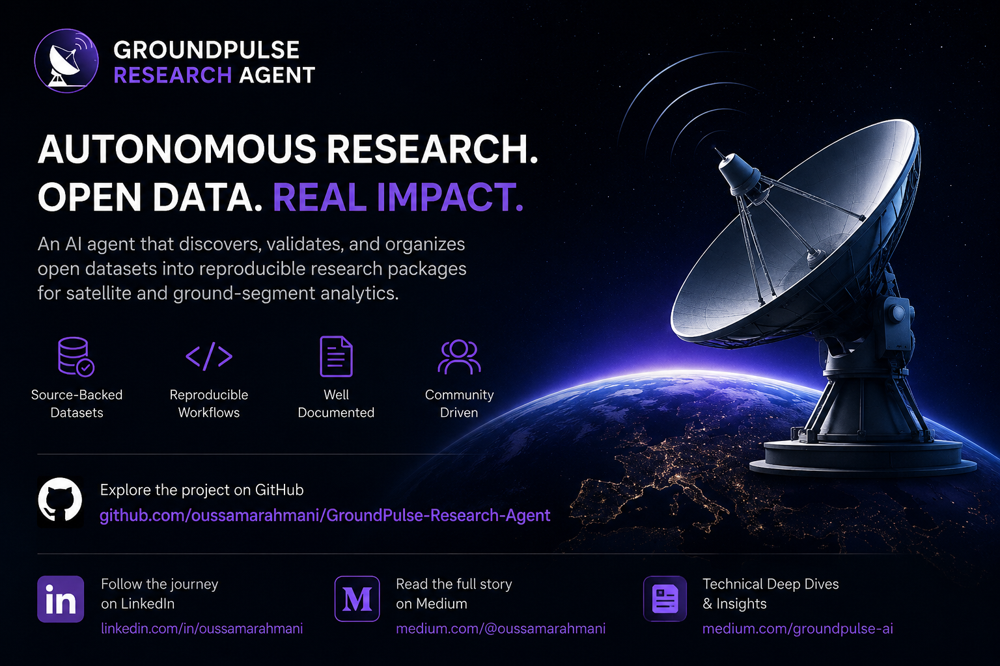 GROUNDPULSE
RESEARCH AGENT
AUTONOMOUS RESEARCH.
OPEN DATA. REAL IMPACT.
An AI agent that discovers, validates, and organizes
open datasets into reproducible research packages
for satellite and ground-segment analytics.
Source-Backed
Datasets
Reproducible
Workflows
Well
Documented
Community
Driven
Explore the project on GitHub
github.com/oussamarahmani/GroundPulse-Research-Agent
in
Follow the journey
on LinkedIn
linkedin.com/in/oussamarahmani
M
Read the full story
on Medium
medium.com/@oussamarahmani
Technical Deep Dives
& Insights
medium.com/groundpulse-ai